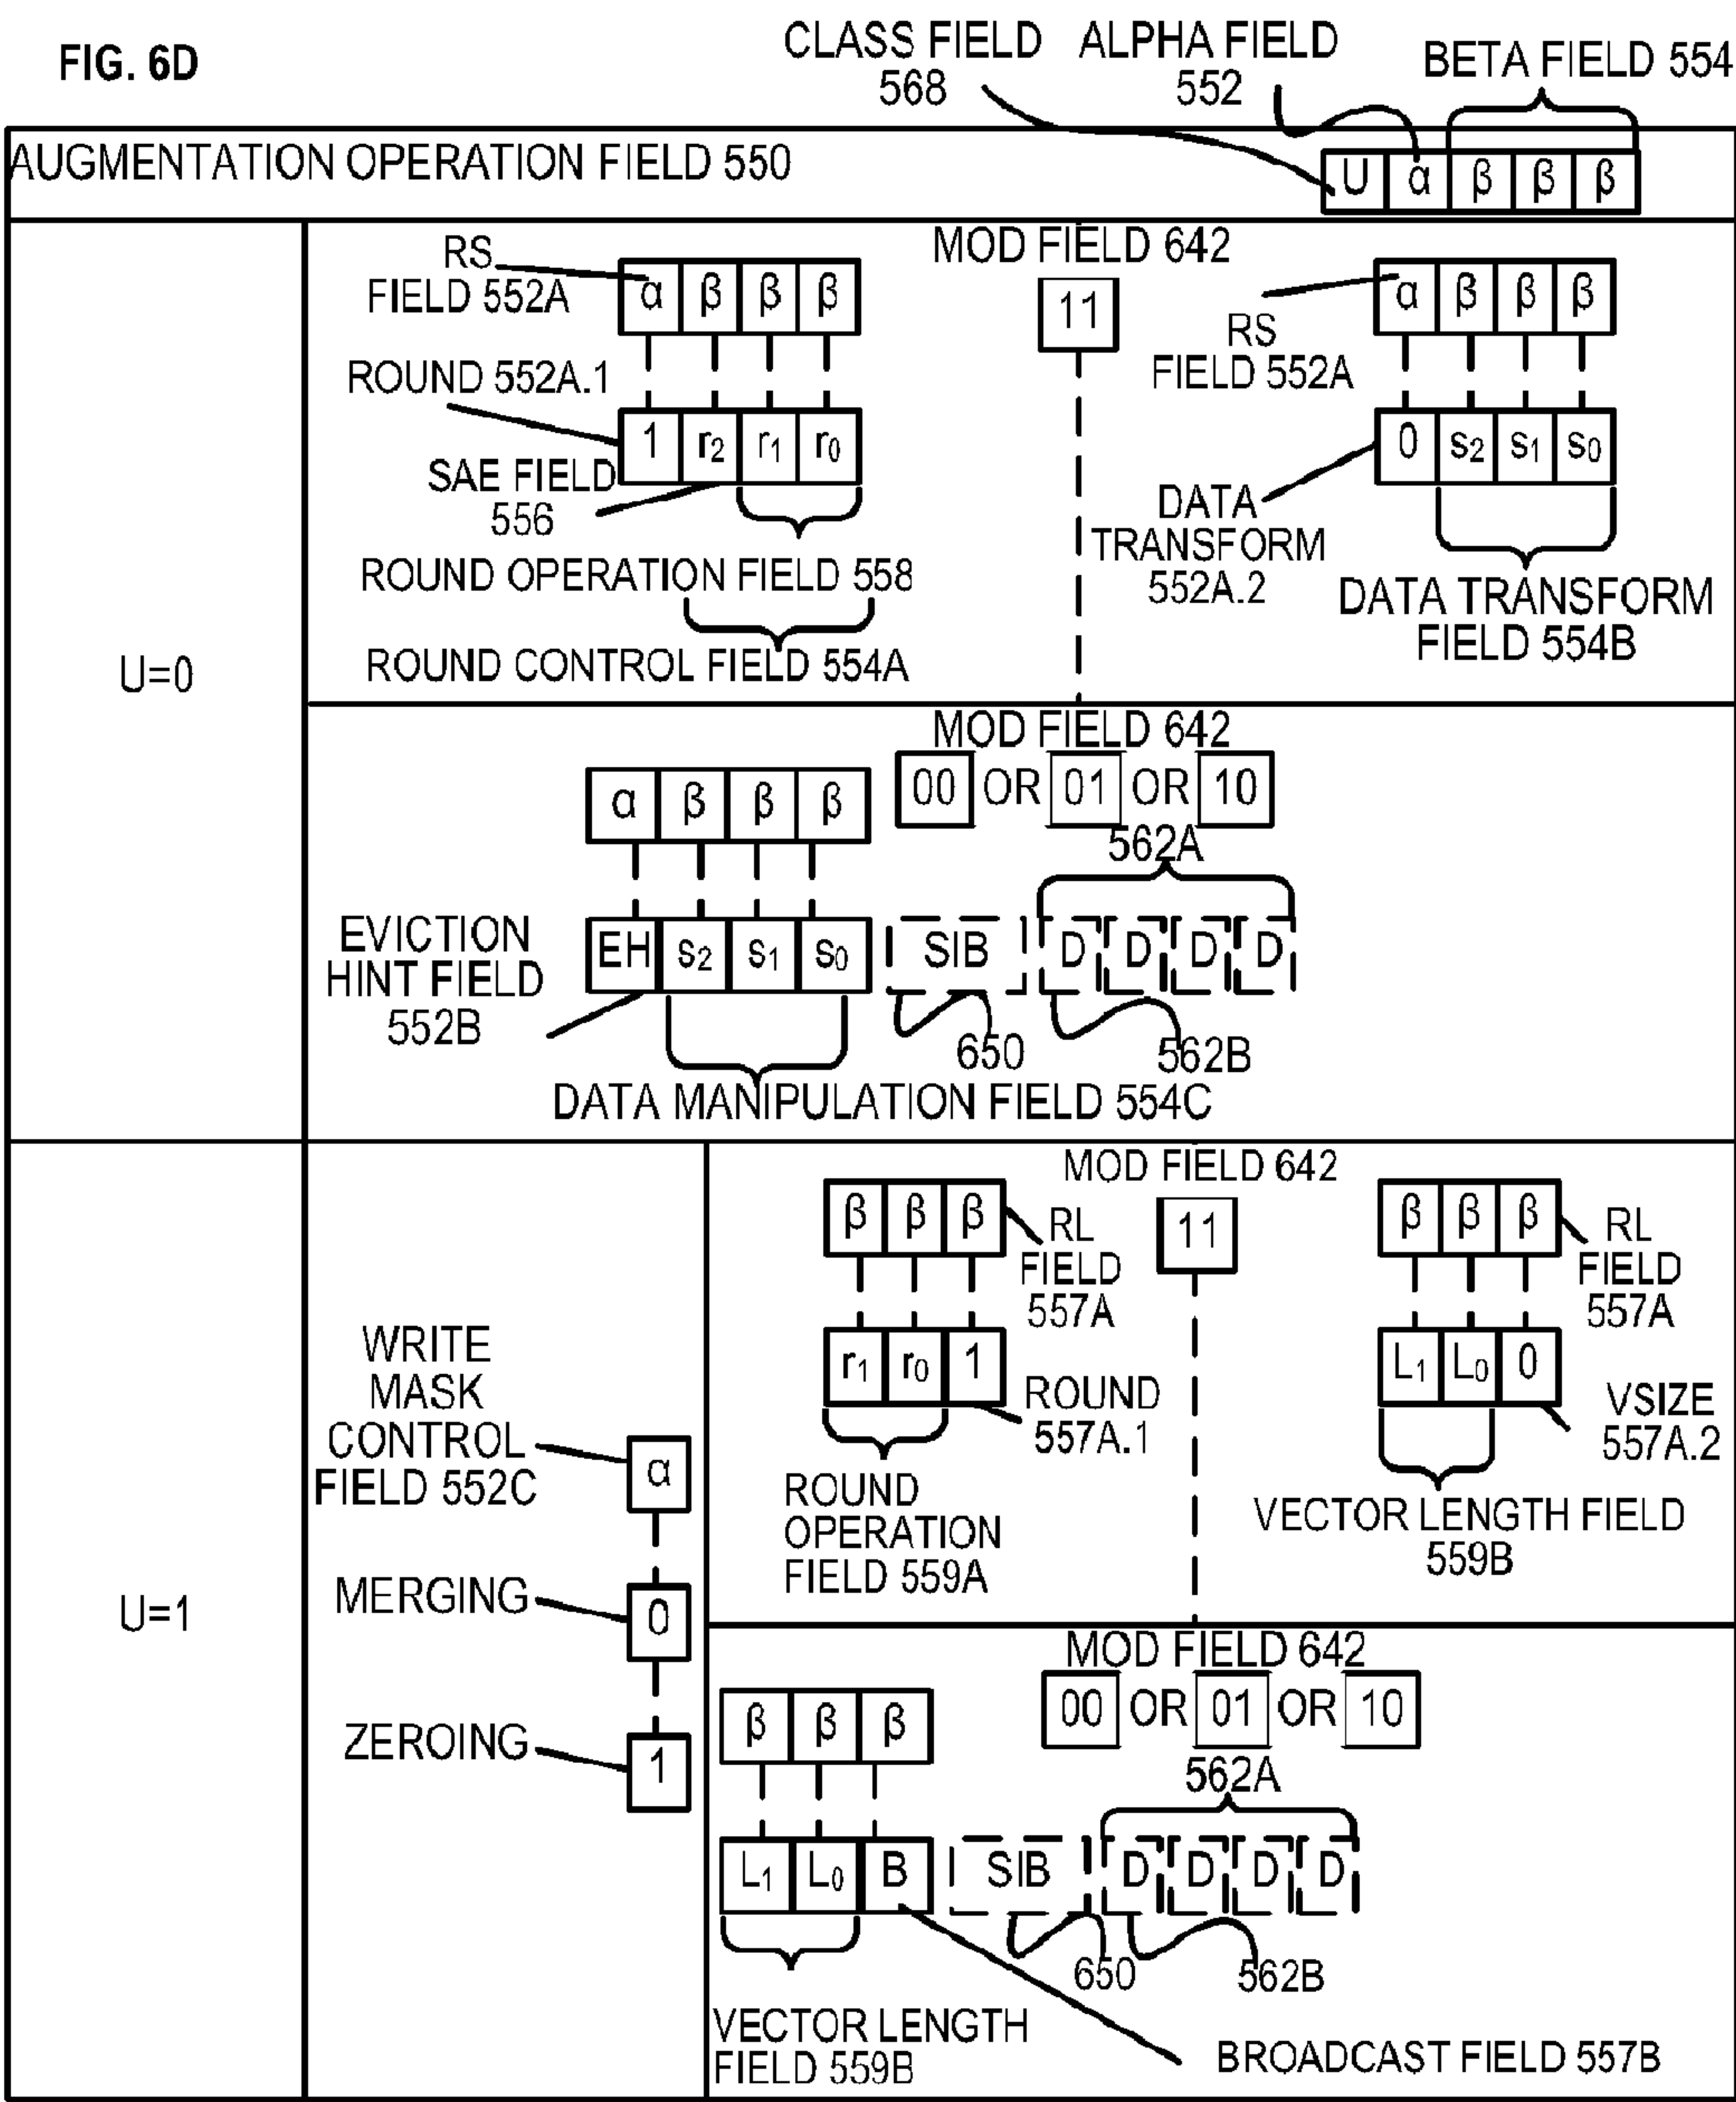 FIG. 6D
CLASS FIELD
568
ALPHA FIELD
552
BETA FIELD 554
AUGMENTATION OPERATION FIELD 550
U α β β β
U=0
RS
FIELD 552A
α β β β
ROUND 552A.1
1 r₂ r₁ r₀
SAE FIELD
556
ROUND OPERATION FIELD 558
ROUND CONTROL FIELD 554A
MOD FIELD 642
11
α β β β
RS
FIELD 552A
0 s₂ s₁ s₀
DATA
TRANSFORM
552A.2
DATA TRANSFORM
FIELD 554B
MOD FIELD 642
00 OR 01 OR 10
α β β β
562A
EVICTION
HINT FIELD
552B
EH s₂ s₁ s₀ SIB D D D D
650
562B
DATA MANIPULATION FIELD 554C
U=1
WRITE
MASK
CONTROL
FIELD 552C
α
MERGING
0
ZEROING
1
MOD FIELD 642
11
β β β
RL
FIELD
557A
r₁ r₀ 1
ROUND
557A.1
ROUND
OPERATION
FIELD 559A
β β β
RL
FIELD
557A
L₁ L₀ 0
VSIZE
557A.2
VECTOR LENGTH FIELD
559B
MOD FIELD 642
00 OR 01 OR 10
β β β
562A
L₁ L₀ B SIB D D D D
650
562B
VECTOR LENGTH
FIELD 559B
BROADCAST FIELD 557B